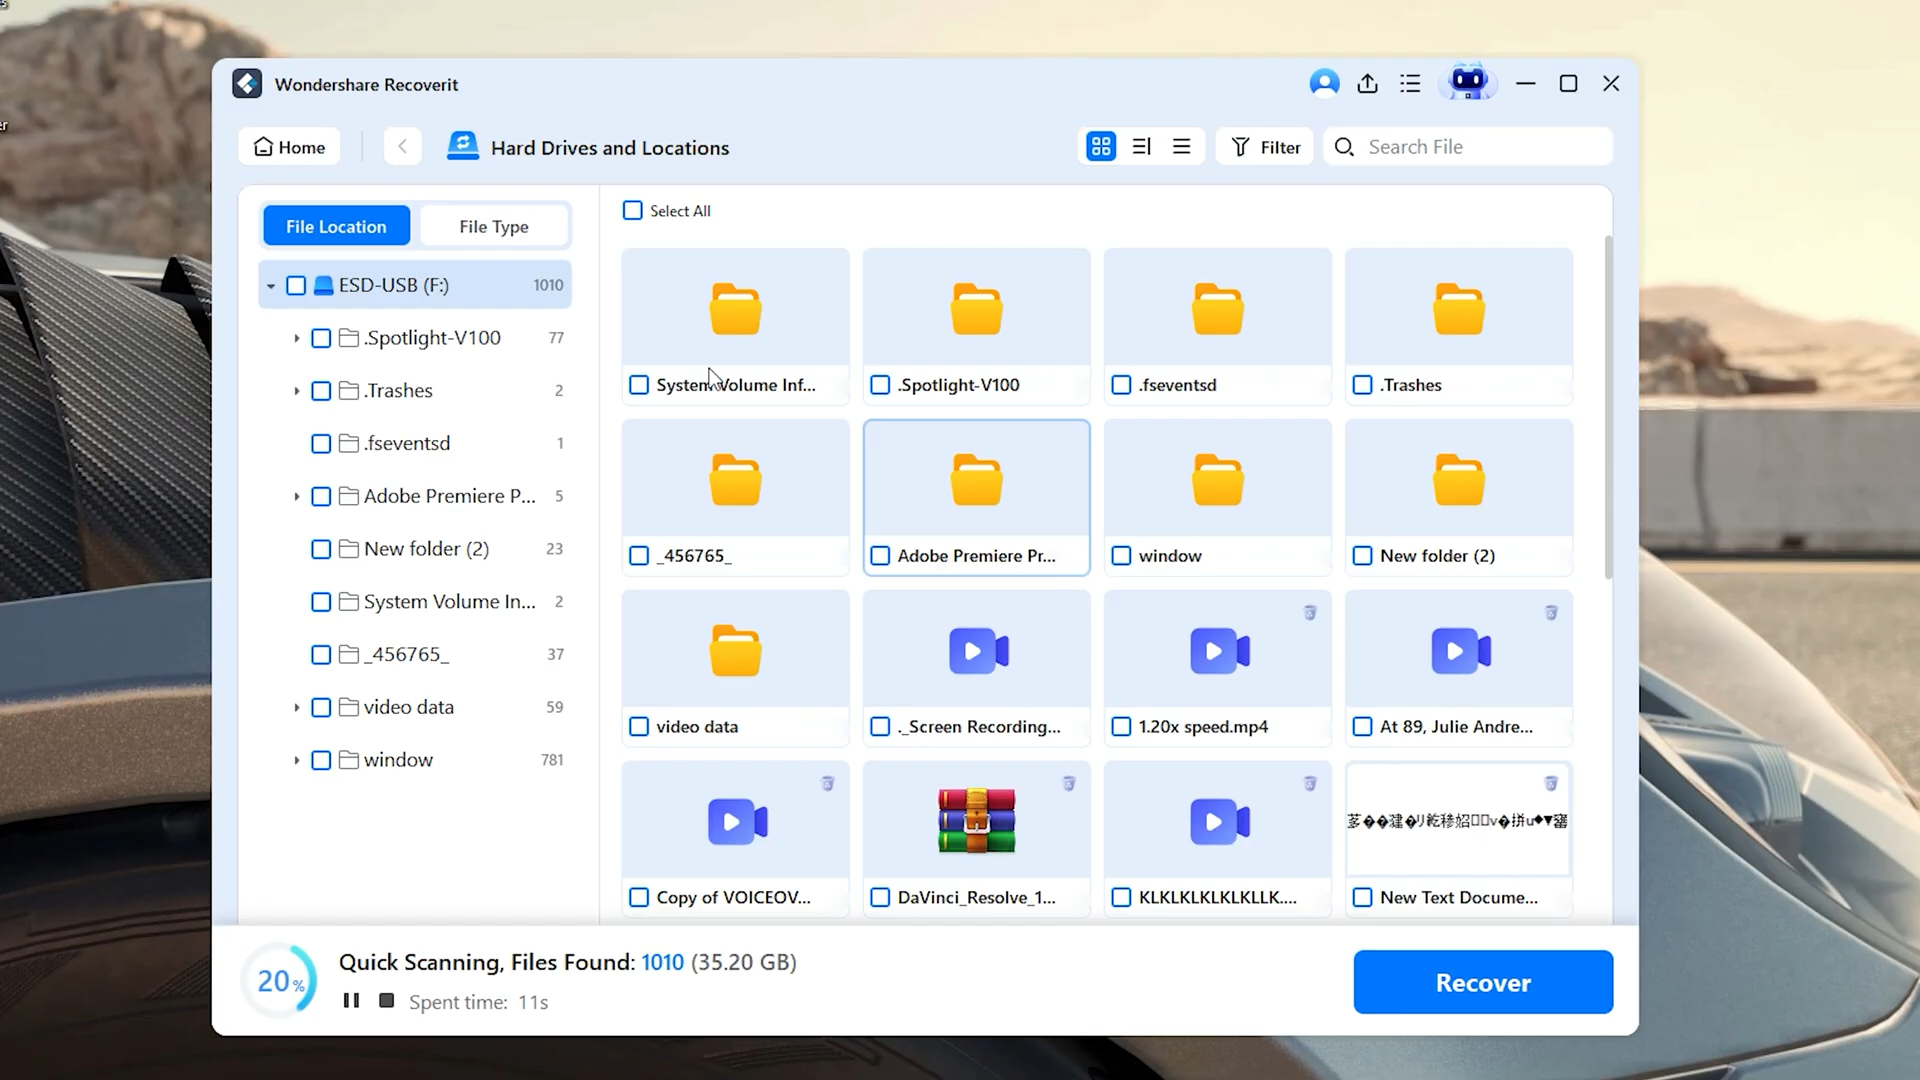 Wondershare Recoverit
Home
Hard Drives and Locations
Filter
Search File
File Location
File Type
Select All
ESD-USB (F:) 1010
.Spotlight-V100 77
.Trashes 2
.fseventsd 1
Adobe Premiere P... 5
New folder (2) 23
System Volume In... 2
_456765_ 37
video data 59
window 781
System Volume Inf...
.Spotlight-V100
.fseventsd
.Trashes
_456765_
Adobe Premiere Pr...
window
New folder (2)
video data
._Screen Recording...
1.20x speed.mp4
At 89, Julie Andre...
Copy of VOICEOV...
DaVinci_Resolve_1...
KLKLKLKLKLKLLK....
New Text Docume...
20%
Quick Scanning, Files Found: 1010 (35.20 GB)
Spent time: 11s
Recover